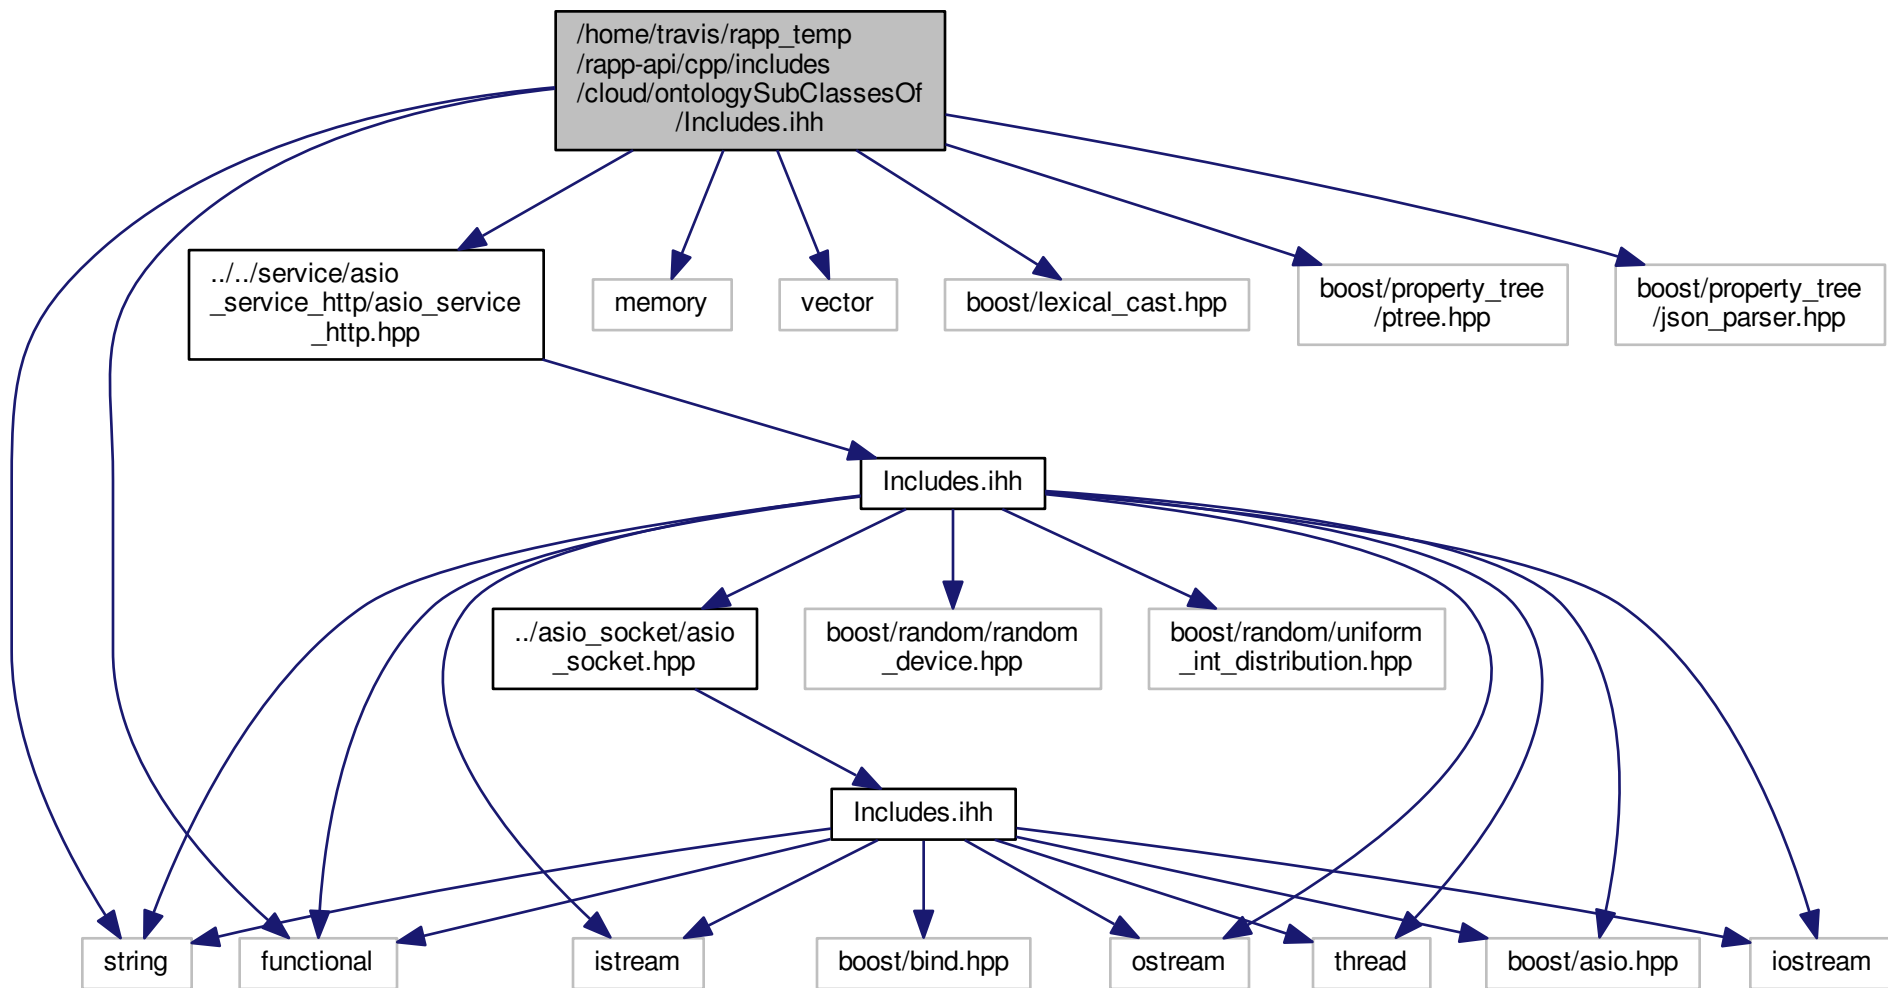 /home/travis/rapp_temp
/rapp-api/cpp/includes
/cloud/ontologySubClassesOf
/Includes.ihh
../../service/asio
_service_http/asio_service
_http.hpp
memory
vector
boost/lexical_cast.hpp
boost/property_tree
/ptree.hpp
boost/property_tree
/json_parser.hpp
Includes.ihh
../asio_socket/asio
_socket.hpp
boost/random/random
_device.hpp
boost/random/uniform
_int_distribution.hpp
Includes.ihh
string
functional
istream
boost/bind.hpp
ostream
thread
boost/asio.hpp
iostream